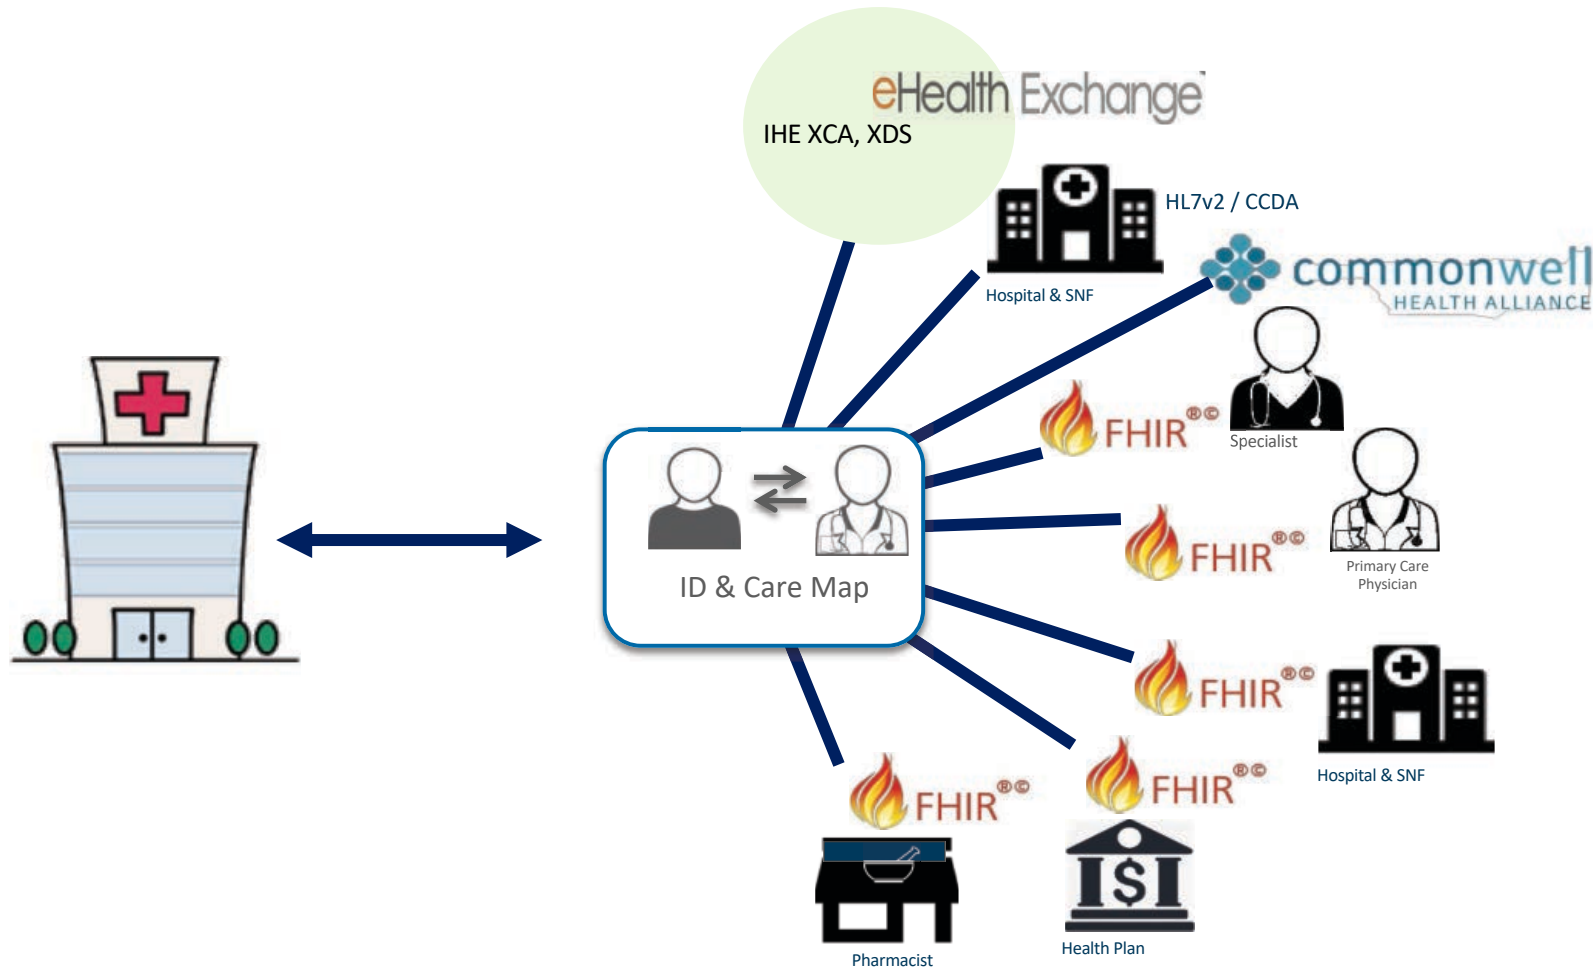 eHealth Exchange
IHE XCA, XDS
HL7v2 / CCDA
Hospital & SNF
commonwell
HEALTH ALLIANCE
FHIR®©
Specialist
FHIR®©
Primary Care
Physician
ID & Care Map
FHIR®©
Hospital & SNF
FHIR®©
Health Plan
FHIR®©
Pharmacist